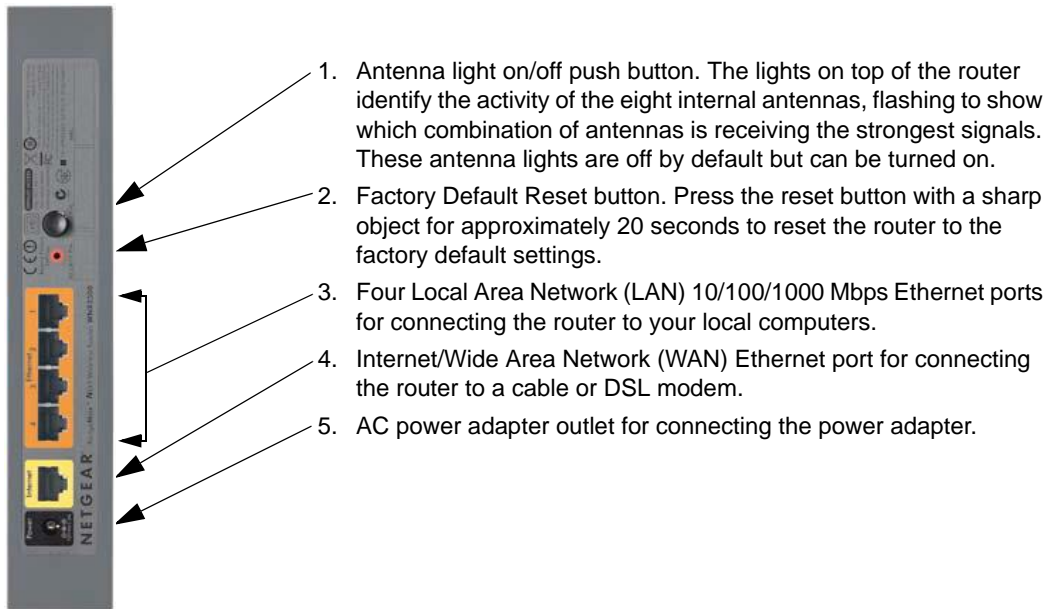 1. Antenna light on/off push button. The lights on top of the router
identify the activity of the eight internal antennas, flashing to show
which combination of antennas is receiving the strongest signals.
These antenna lights are off by default but can be turned on.
2. Factory Default Reset button. Press the reset button with a sharp
object for approximately 20 seconds to reset the router to the
factory default settings.
3. Four Local Area Network (LAN) 10/100/1000 Mbps Ethernet ports
for connecting the router to your local computers.
4. Internet/Wide Area Network (WAN) Ethernet port for connecting
the router to a cable or DSL modem.
5. AC power adapter outlet for connecting the power adapter.
1
2
Ethernet
3
4
Internet
Power
NETGEAR